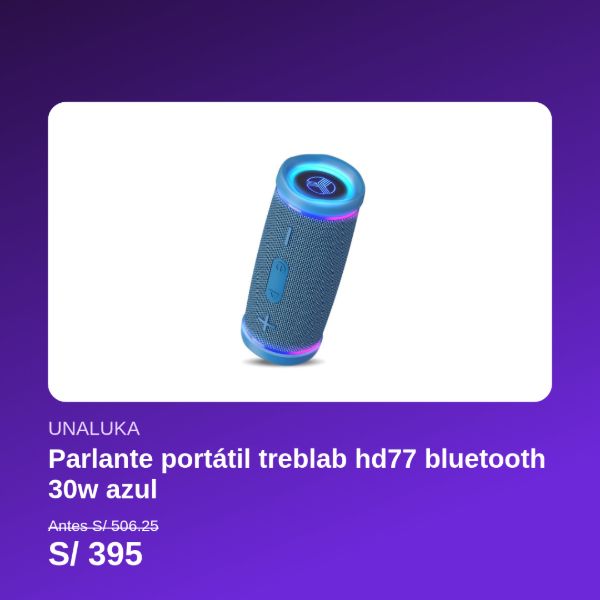 UNALUKA
Parlante portátil treblab hd77 bluetooth
30w azul
Antes S/ 506.25
S/ 395